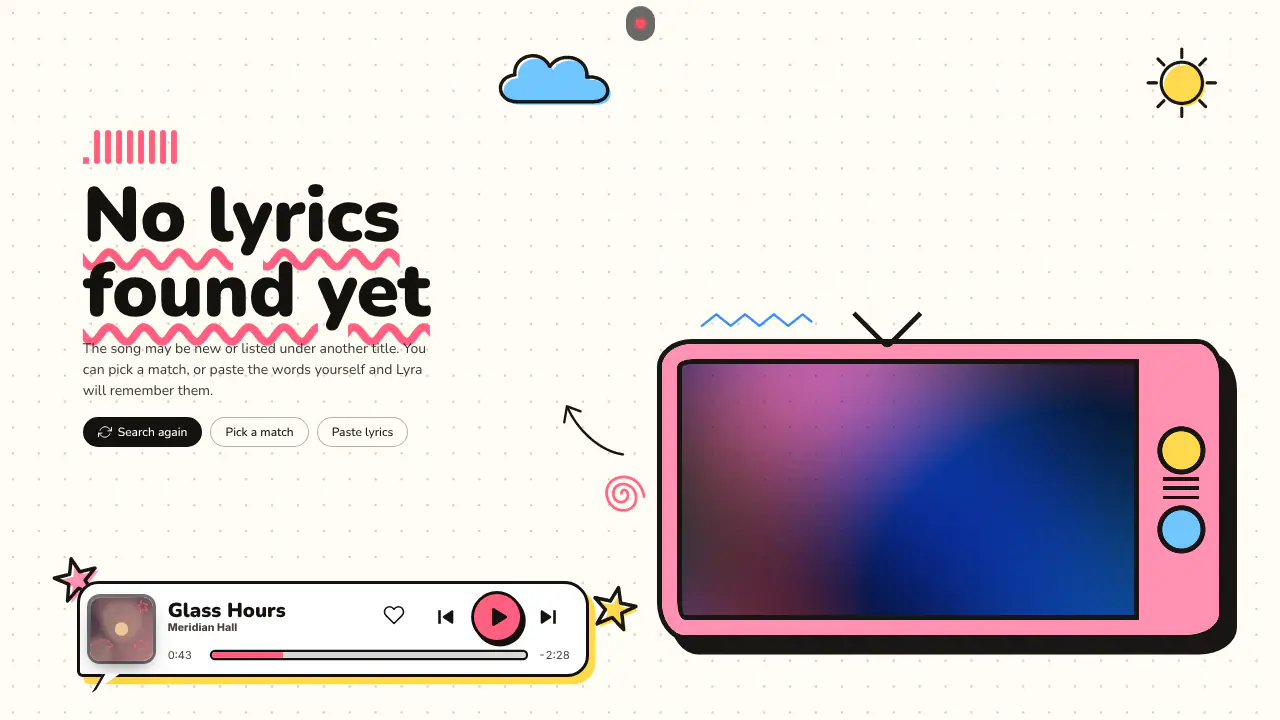 No lyrics
found yet
The song may be new or listed under another title. You
can pick a match, or paste the words yourself and Lyra
will remember them.
Search again
Pick a match
Paste lyrics
Glass Hours
Meridian Hall
0:43
-2:28